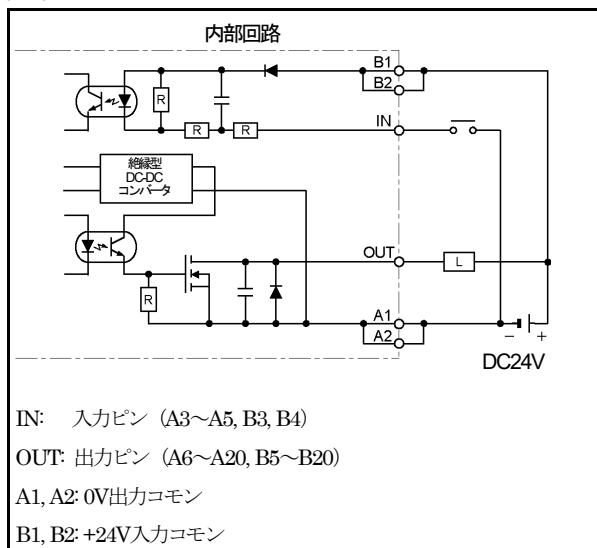 内部回路
B1
B2
R
R
R
IN
絶縁型
DC-DC
コンバータ
OUT
L
R
A1
A2
− +
DC24V
IN: 入力ピン（A3～A5, B3, B4）
OUT: 出力ピン（A6～A20, B5～B20）
A1, A2: 0V出力コモン
B1, B2: +24V入力コモン